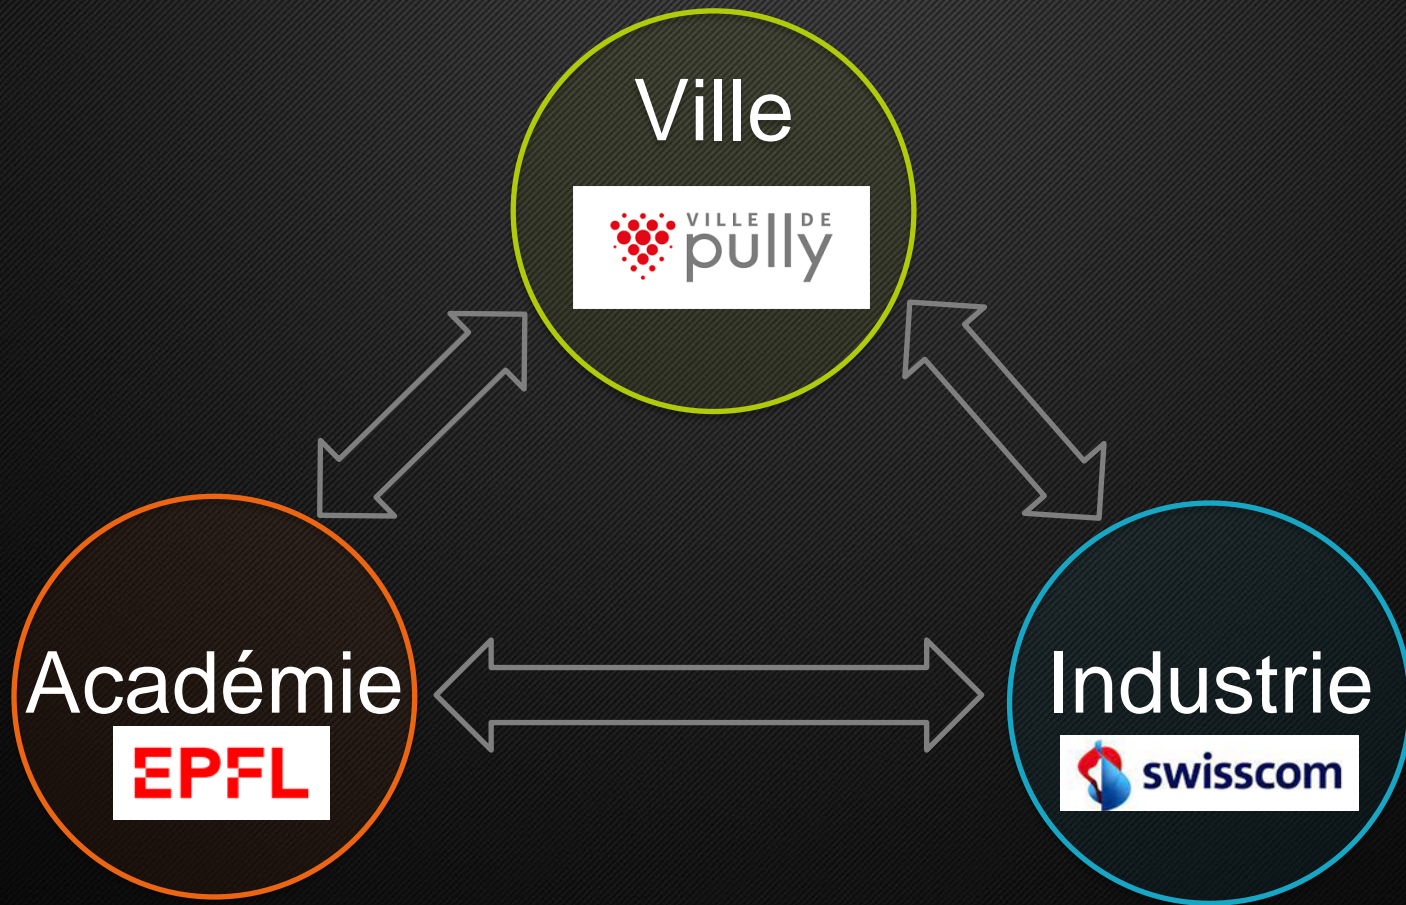 Ville
VILLE DE
pully
Académie
EPFL
Industrie
swisscom